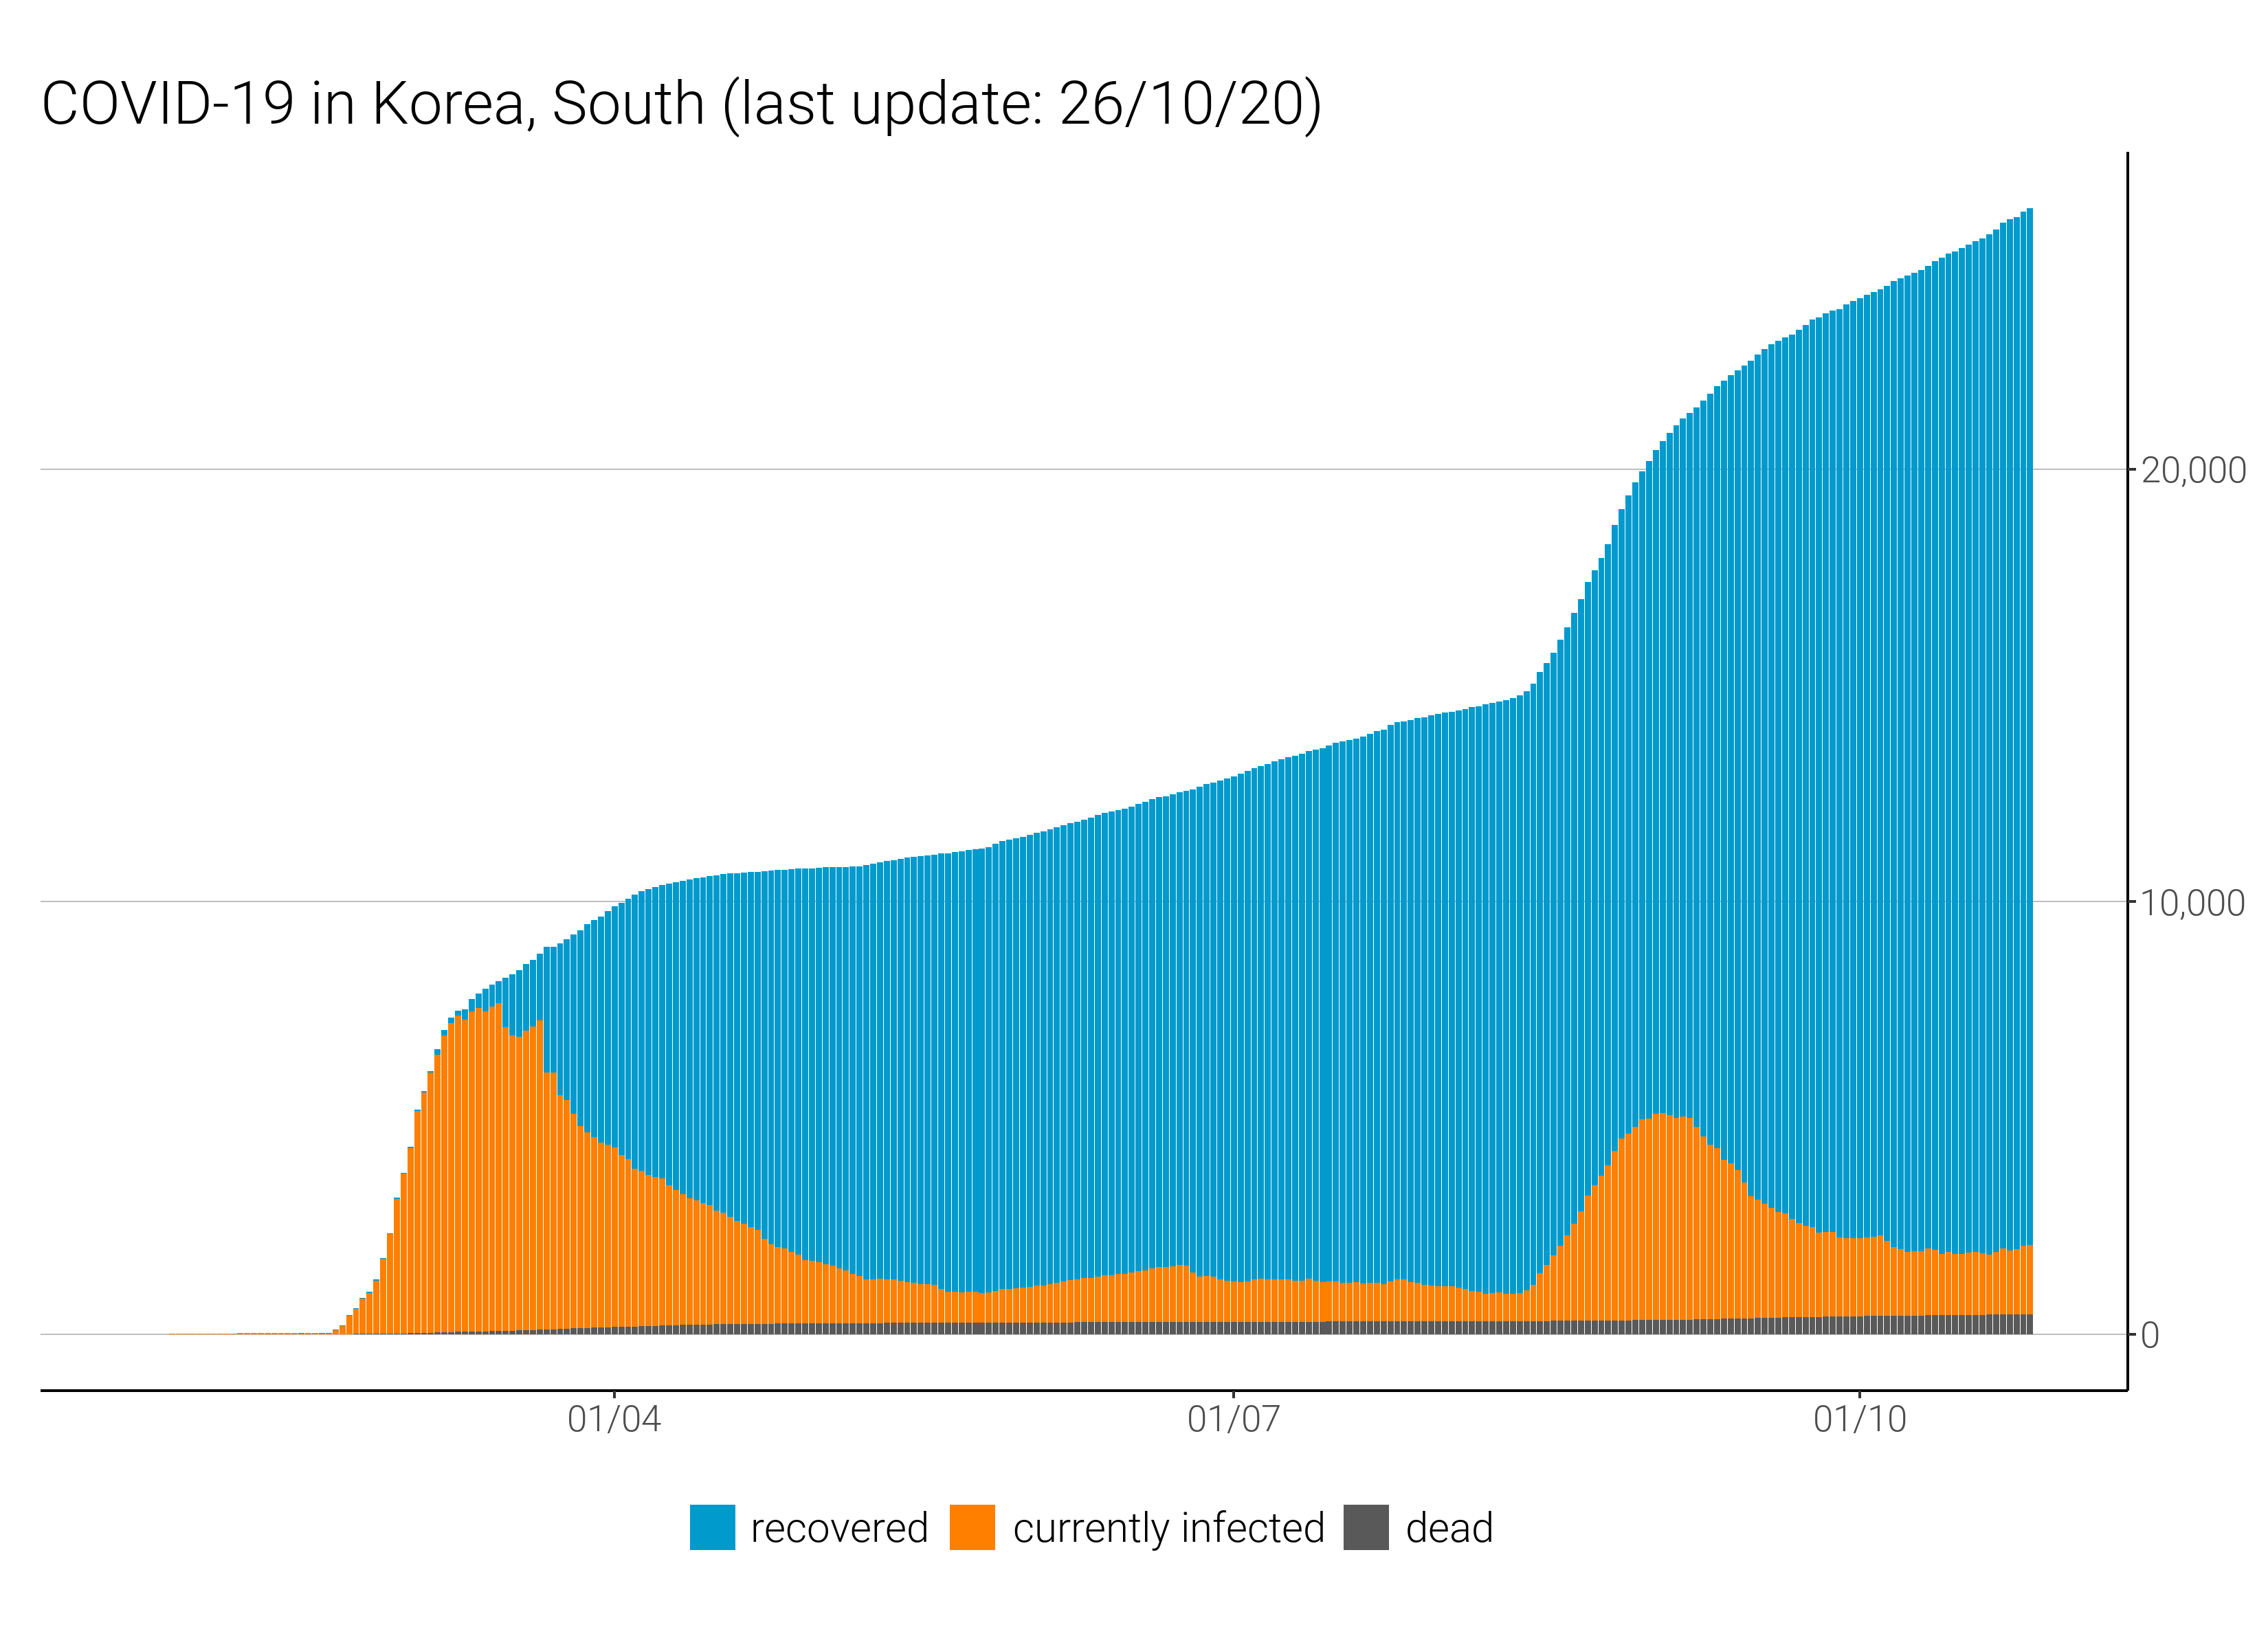 COVID-19 in Korea, South (last update: 26/10/20)
20,000
10,000
0
01/04 01/07 01/10
recovered currently infected dead